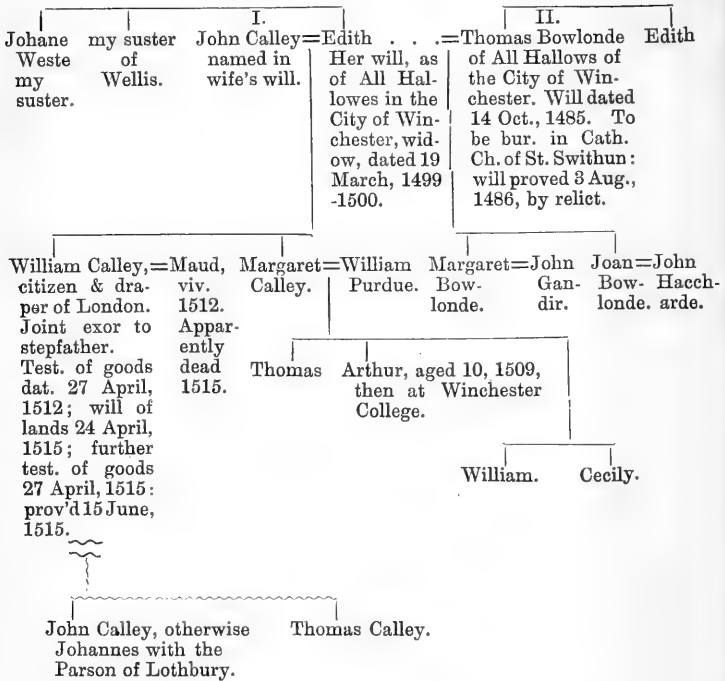 I. II.
Johane
Weste
my
suster.
my suster
of
Wellis.
John Calley=Edith . . .=Thomas Bowlonde
named in
wife's will.
Her will, as
of All Hal-
lowes in the
City of Win-
chester, wid-
ow, dated 19
March, 1499
-1500.
of All Hallows of
the City of Win-
chester. Will dated
14 Oct., 1485. To
be bur. in Cath.
Ch. of St. Swithun:
will proved 3 Aug.,
1486, by relict.
Edith
William Calley,=Maud,
citizen & dra-
per of London.
Joint exor to
stepfather.
Test. of goods
dat. 27 April,
1512; will of
lands 24 April,
1515; further
test. of goods
27 April, 1515:
prov'd 15 June,
1515.
viv.
1512.
Appar-
ently
dead
1515.
Margaret=William
Calley. Purdue.
Margaret=John
Bow- Gan-
londe. dir.
Joan=John
Bow- Hacch-
londe. arde.
Thomas
Arthur, aged 10, 1509,
then at Winchester
College.
William. Cecily.
John Calley, otherwise
Johannes with the
Parson of Lothbury.
Thomas Calley.